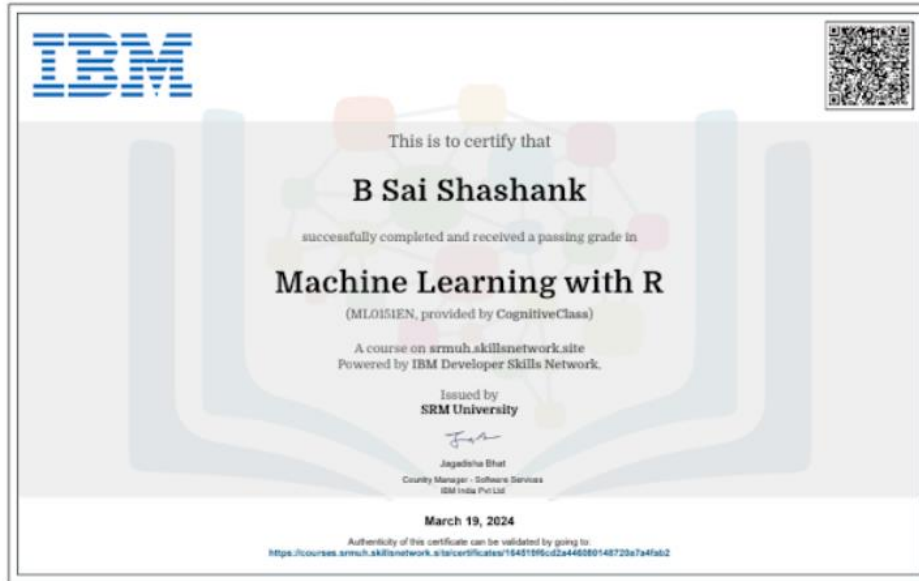 IBM
This is to certify that
B Sai Shashank
successfully completed and received a passing grade in
Machine Learning with R
(ML0151EN, provided by CognitiveClass)
A course on srmuh.skillsnetwork.site
Powered by IBM Developer Skills Network.
Issued by
SRM University
Jagadisha Bhat
Country Manager - Software Services
IBM India Pvt Ltd
March 19, 2024
Authenticity of this certificate can be validated by going to: